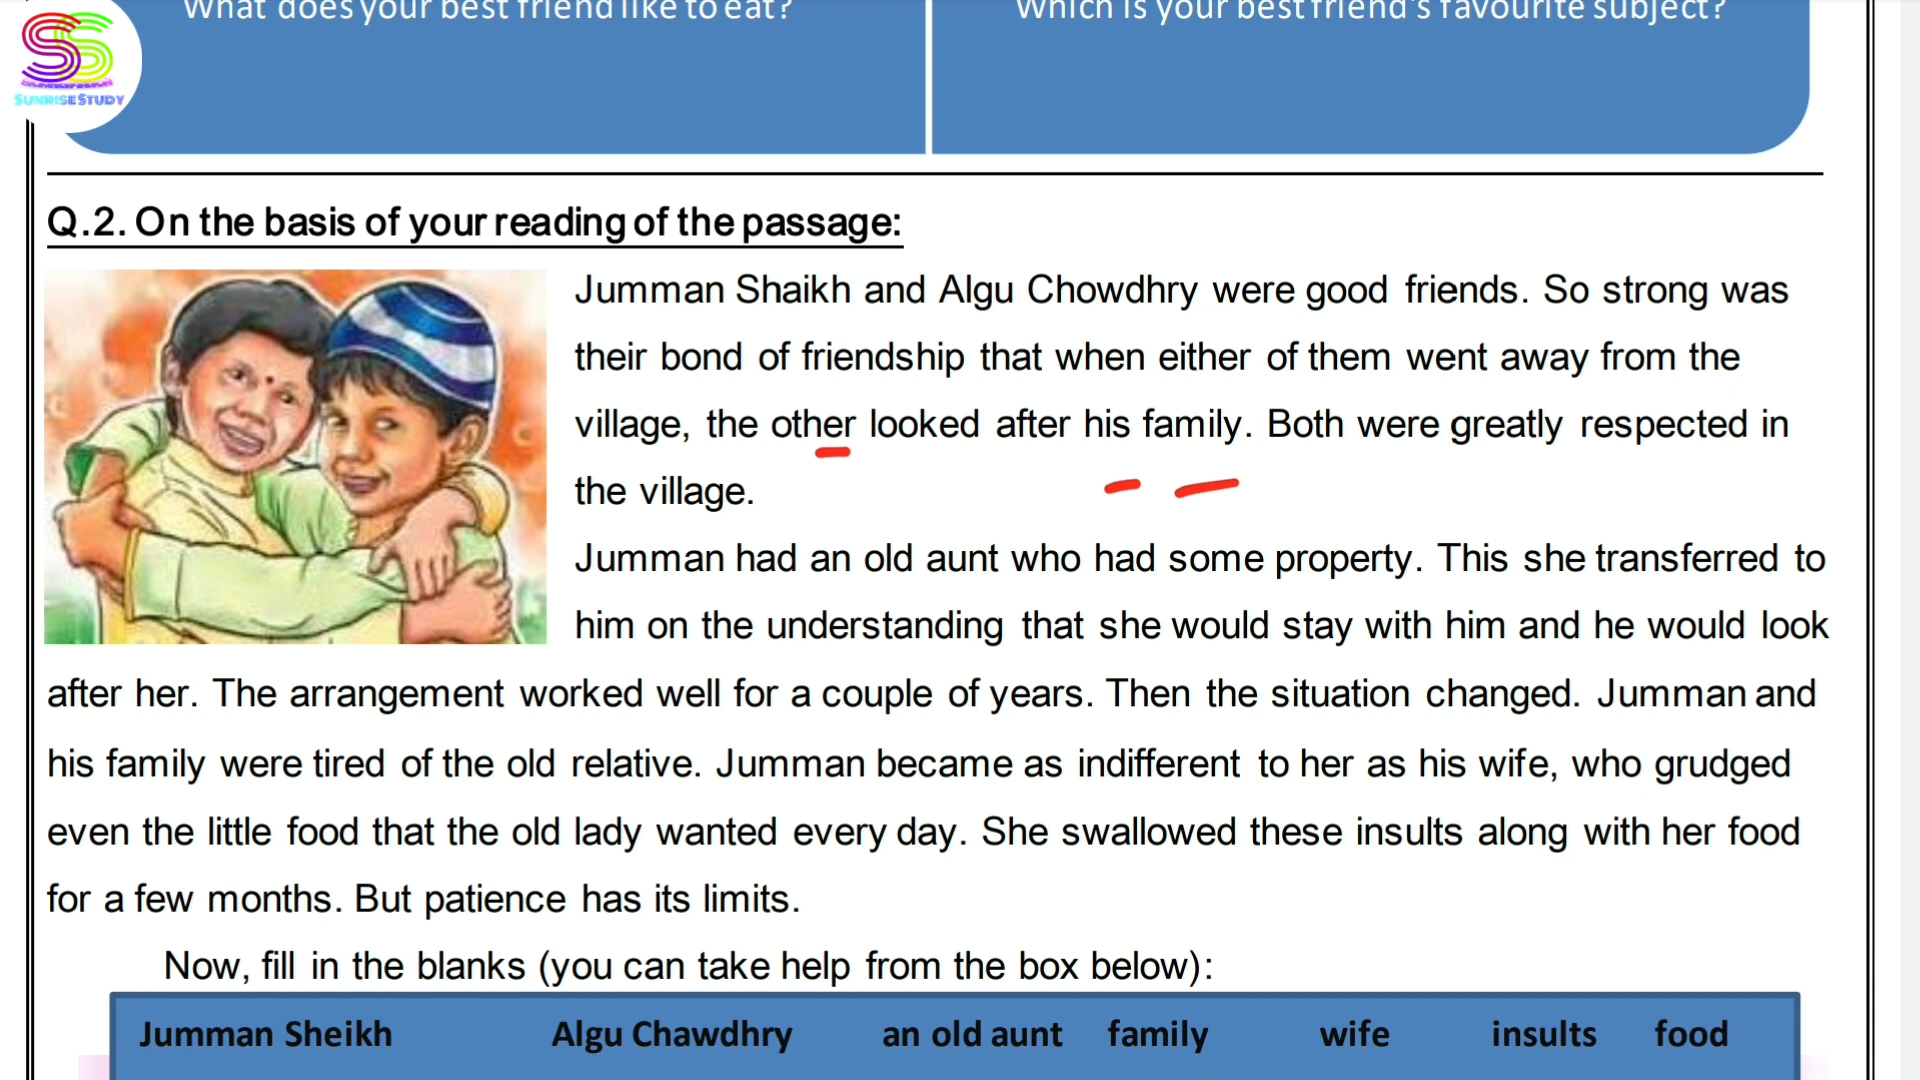 What does your best friend like to eat?
Which is your best friend's favourite subject?
SUNRISE STUDY
Q.2. On the basis of your reading of the passage:
Jumman Shaikh and Algu Chowdhry were good friends. So strong was
their bond of friendship that when either of them went away from the
village, the other looked after his family. Both were greatly respected in
the village.
Jumman had an old aunt who had some property. This she transferred to
him on the understanding that she would stay with him and he would look
after her. The arrangement worked well for a couple of years. Then the situation changed. Jumman and
his family were tired of the old relative. Jumman became as indifferent to her as his wife, who grudged
even the little food that the old lady wanted every day. She swallowed these insults along with her food
for a few months. But patience has its limits.
Now, fill in the blanks (you can take help from the box below):
Jumman Sheikh Algu Chawdhry an old aunt family wife insults food